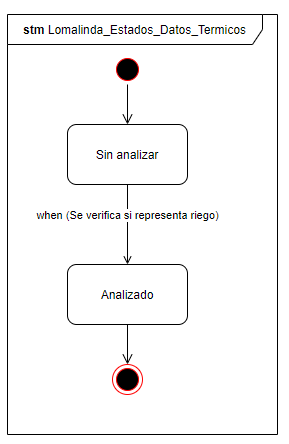 stm Lomalinda_Estados_Datos_Termicos
Sin analizar
when (Se verifica si representa riego)
Analizado